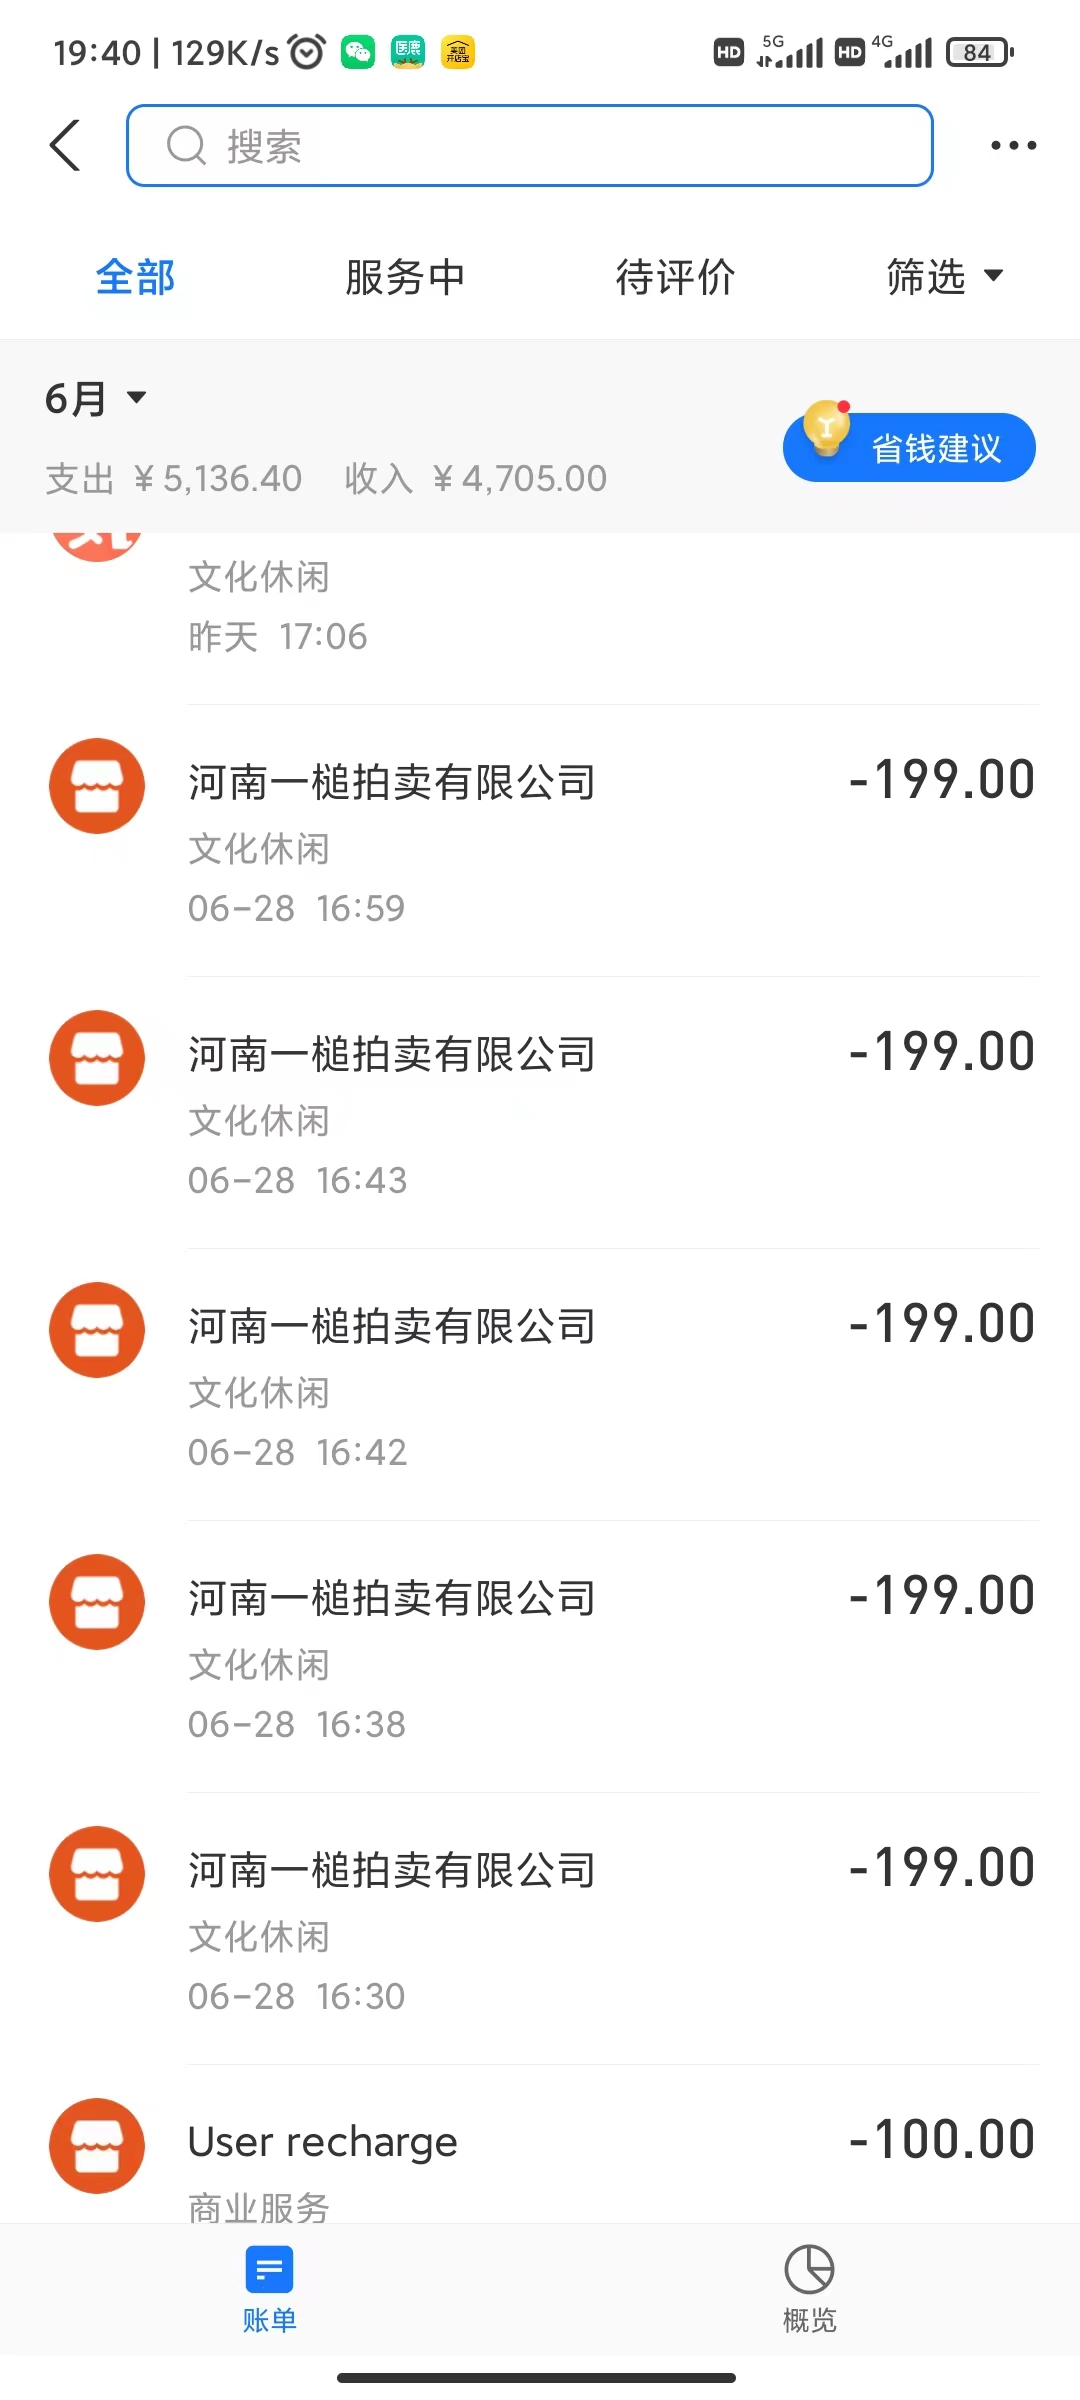 19:40 | 129K/s 医鹿 美团 开店宝 HD 5G HD 4G 84
搜索
全部 服务中 待评价 筛选
6月
省钱建议
支出 ¥5,136.40 收入 ¥4,705.00
文化休闲
昨天 17:06
河南一槌拍卖有限公司 -199.00
文化休闲
06-28 16:59
河南一槌拍卖有限公司 -199.00
文化休闲
06-28 16:43
河南一槌拍卖有限公司 -199.00
文化休闲
06-28 16:42
河南一槌拍卖有限公司 -199.00
文化休闲
06-28 16:38
河南一槌拍卖有限公司 -199.00
文化休闲
06-28 16:30
User recharge -100.00
商业服务
账单 概览